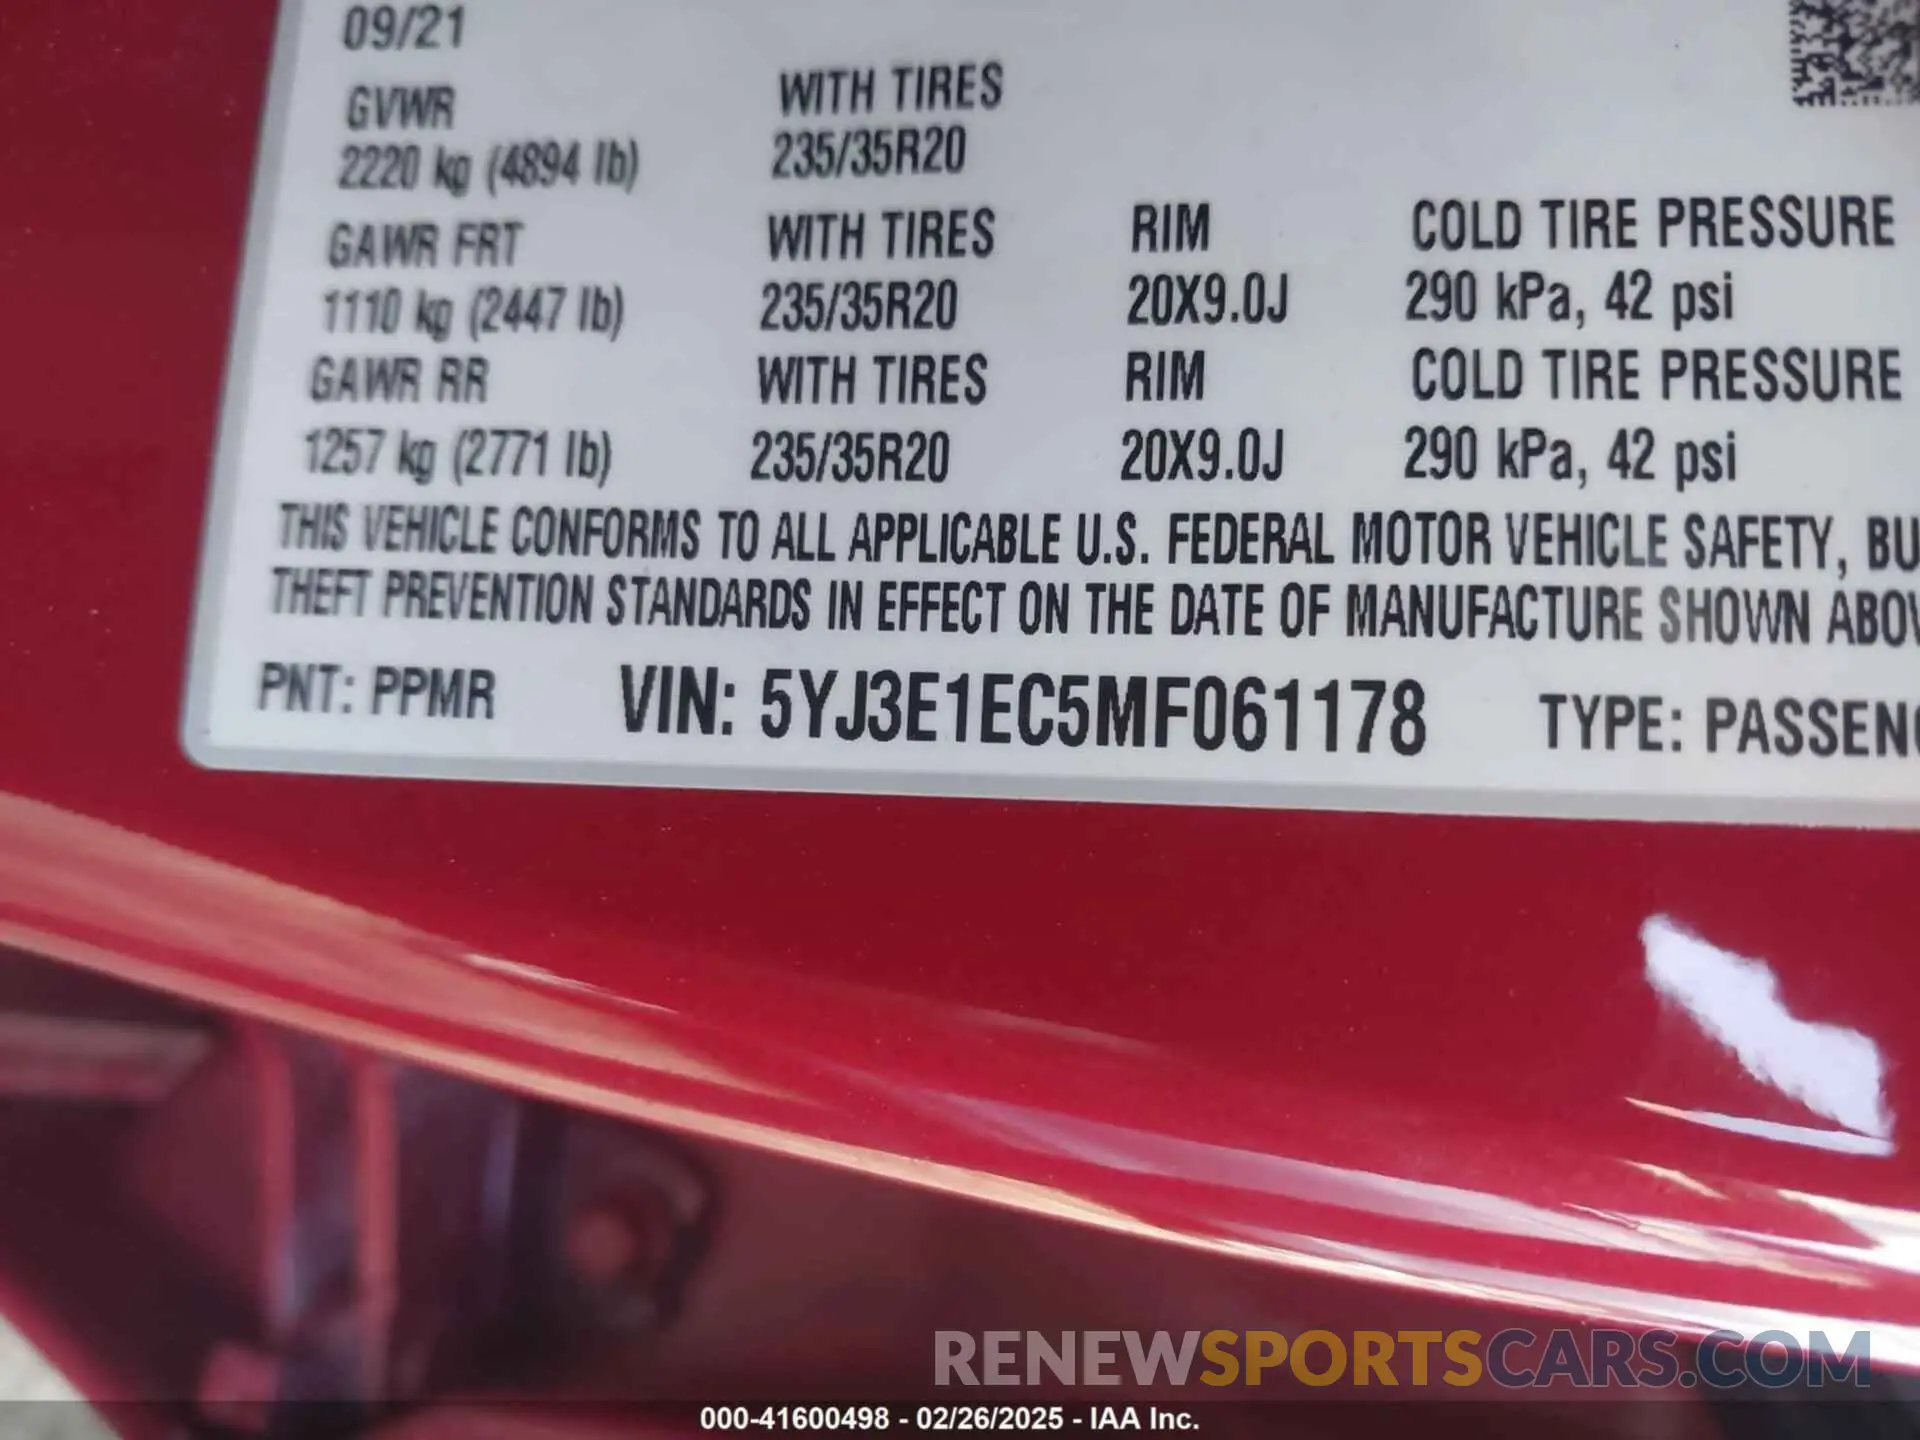 09/21
GVWR WITH TIRES
2220 kg (4894 lb) 235/35R20
GAWR FRT WITH TIRES RIM COLD TIRE PRESSURE
1110 kg (2447 lb) 235/35R20 20X9.0J 290 kPa, 42 psi
GAWR RR WITH TIRES RIM COLD TIRE PRESSURE
1257 kg (2771 lb) 235/35R20 20X9.0J 290 kPa, 42 psi
THIS VEHICLE CONFORMS TO ALL APPLICABLE U.S. FEDERAL MOTOR VEHICLE SAFETY, BU
THEFT PREVENTION STANDARDS IN EFFECT ON THE DATE OF MANUFACTURE SHOWN ABOV
PNT: PPMR VIN: 5YJ3E1EC5MF061178 TYPE: PASSENG
RENEWSPORTSCARS.COM
000-41600498 - 02/26/2025 - IAA Inc.